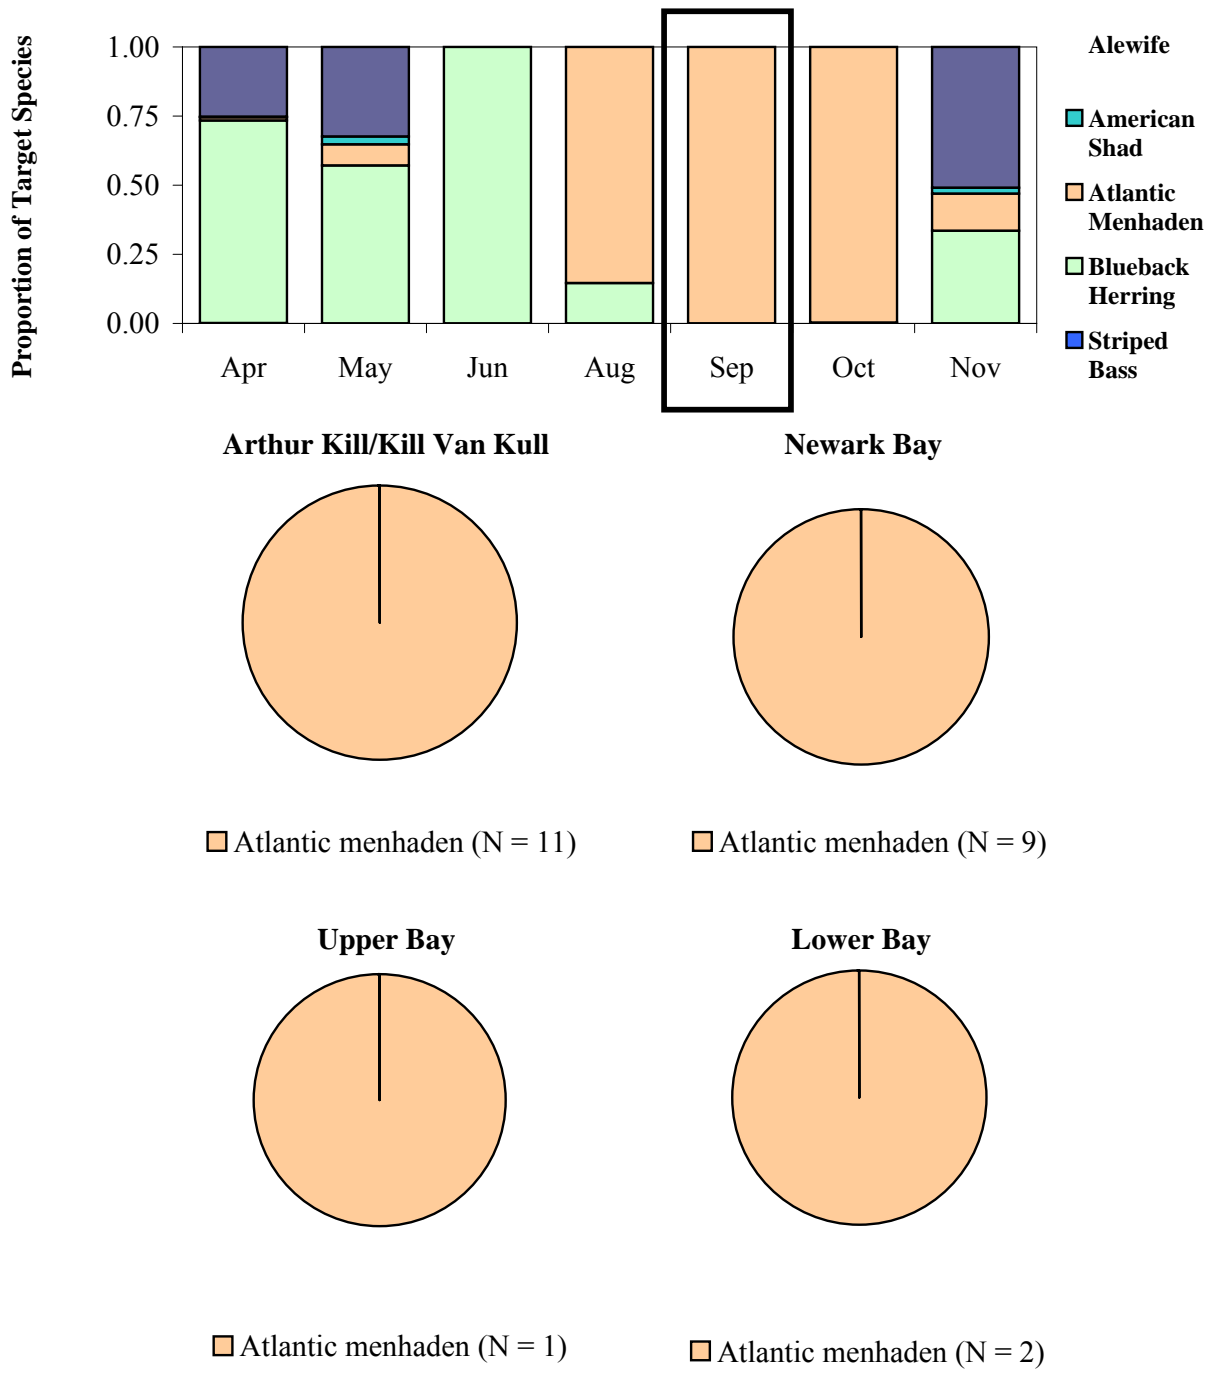 Proportion of Target Species
1.00
0.75
0.50
0.25
0.00
Apr May Jun Aug Sep Oct Nov
Alewife
American
Shad
Atlantic
Menhaden
Blueback
Herring
Striped
Bass
Arthur Kill/Kill Van Kull
Newark Bay
Atlantic menhaden (N = 11)
Atlantic menhaden (N = 9)
Upper Bay
Lower Bay
Atlantic menhaden (N = 1)
Atlantic menhaden (N = 2)